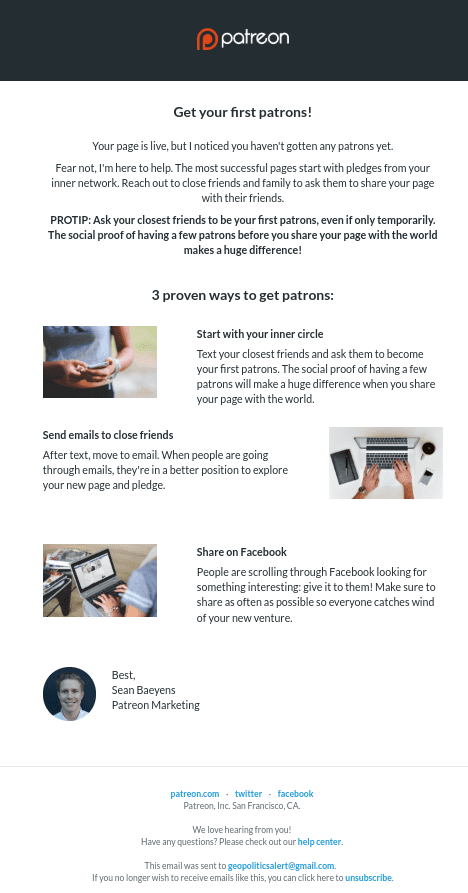 patreon
Get your first patrons!
Your page is live, but I noticed you haven't gotten any patrons yet.
Fear not, I'm here to help. The most successful pages start with pledges from your
inner network. Reach out to close friends and family to ask them to share your page
with their friends.
PROTIP: Ask your closest friends to be your first patrons, even if only temporarily.
The social proof of having a few patrons before you share your page with the world
makes a huge difference!
3 proven ways to get patrons:
Start with your inner circle
Text your closest friends and ask them to become
your first patrons. The social proof of having a few
patrons will make a huge difference when you share
your page with the world.
Send emails to close friends
After text, move to email. When people are going
through emails, they're in a better position to explore
your new page and pledge.
Share on Facebook
People are scrolling through Facebook looking for
something interesting: give it to them! Make sure to
share as often as possible so everyone catches wind
of your new venture.
Best,
Sean Baeyens
Patreon Marketing
patreon.com · twitter · facebook
Patreon, Inc. San Francisco, CA.
We love hearing from you!
Have any questions? Please check out our help center.
This email was sent to geopoliticsalert@gmail.com.
If you no longer wish to receive emails like this, you can click here to unsubscribe.